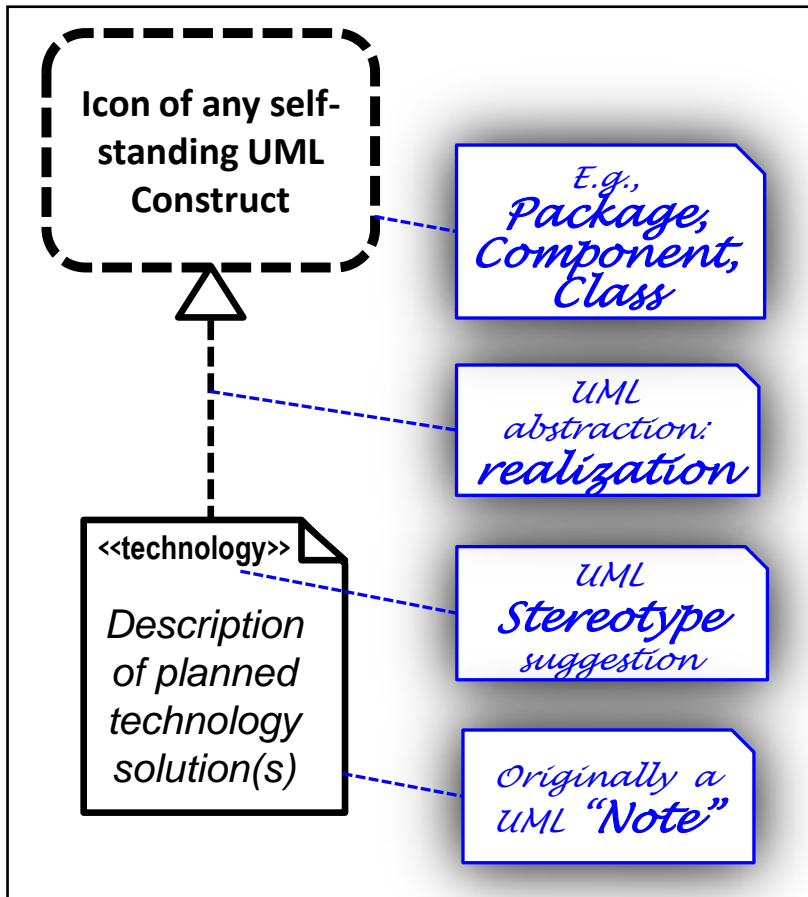 Icon of any self-
standing UML
Construct
E.g.,
Package,
Component,
Class
UML
abstraction:
realization
<<technology>>
Description
of planned
technology
solution(s)
UML
Stereotype
suggestion
Originally a
UML “Note”